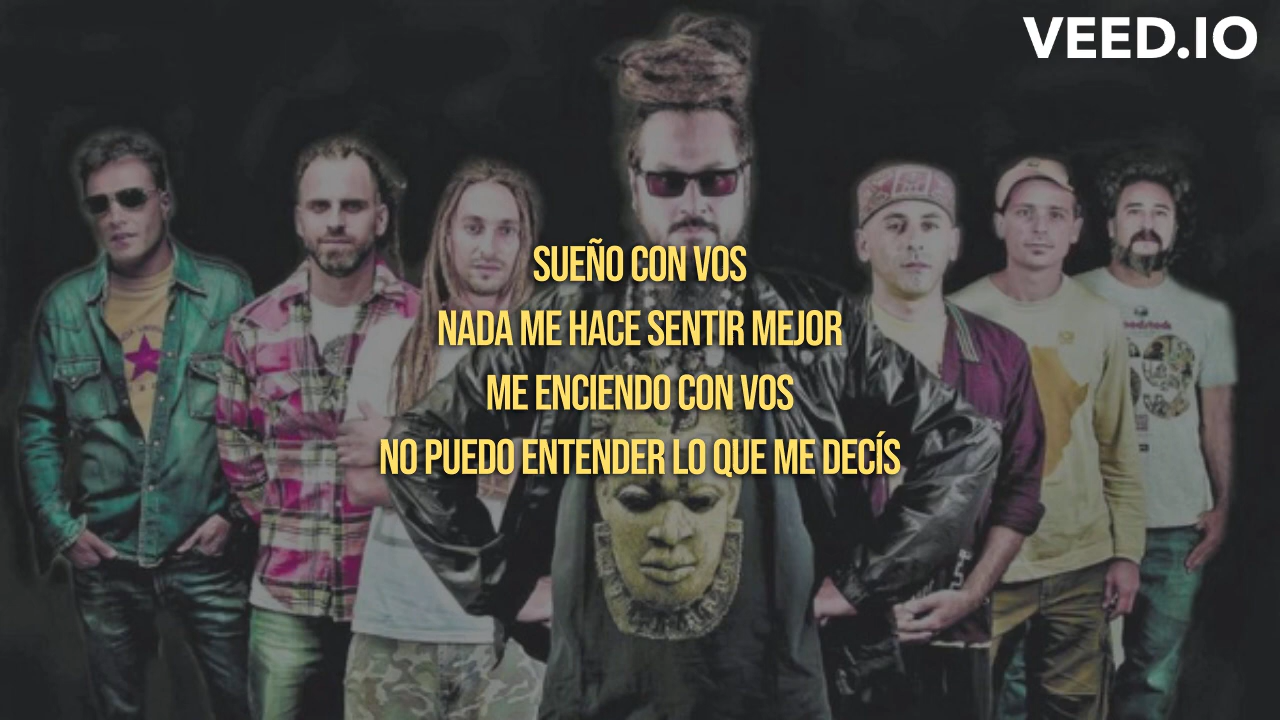 VEED.IO
SUEÑO CON VOS
NADA ME HACE SENTIR MEJOR
ME ENCIENDO CON VOS
NO PUEDO ENTENDER LO QUE ME DECÍS